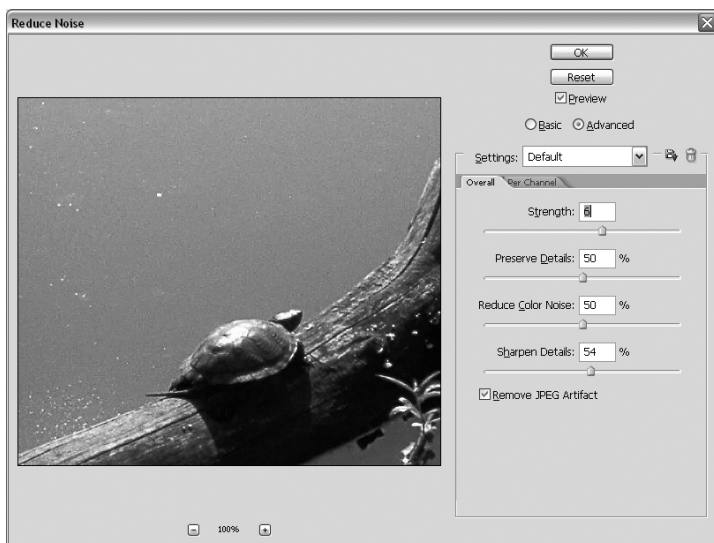 Reduce Noise
OK
Reset
Preview
Basic Advanced
Settings: Default
Overall Per Channel
Strength: 6
Preserve Details: 50 %
Reduce Color Noise: 50 %
Sharpen Details: 54 %
Remove JPEG Artifact
100%